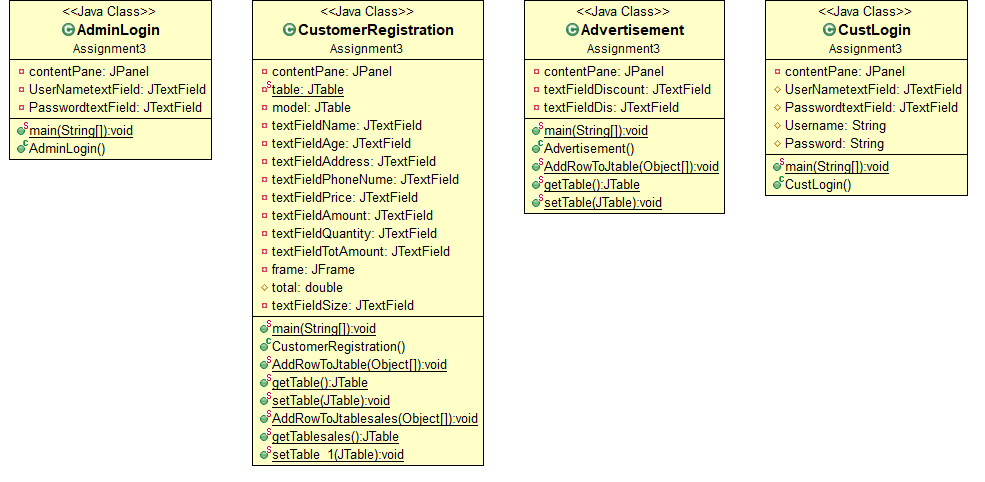 <<Java Class>>
AdminLogin
Assignment3
contentPane: JPanel
UserNametextField: JTextField
PasswordtextField: JTextField
main(String[]):void
AdminLogin()
<<Java Class>>
CustomerRegistration
Assignment3
contentPane: JPanel
table: JTable
model: JTable
textFieldName: JTextField
textFieldAge: JTextField
textFieldAddress: JTextField
textFieldPhoneNume: JTextField
textFieldPrice: JTextField
textFieldAmount: JTextField
textFieldQuantity: JTextField
textFieldTotAmount: JTextField
frame: JFrame
total: double
textFieldSize: JTextField
main(String[]):void
CustomerRegistration()
AddRowToJtable(Object[]):void
getTable():JTable
setTable(JTable):void
AddRowToJtablesales(Object[]):void
getTablesales():JTable
setTable_1(JTable):void
<<Java Class>>
Advertisement
Assignment3
contentPane: JPanel
textFieldDiscount: JTextField
textFieldDis: JTextField
main(String[]):void
Advertisement()
AddRowToJtable(Object[]):void
getTable():JTable
setTable(JTable):void
<<Java Class>>
CustLogin
Assignment3
contentPane: JPanel
UserNametextField: JTextField
PasswordtextField: JTextField
Username: String
Password: String
main(String[]):void
CustLogin()